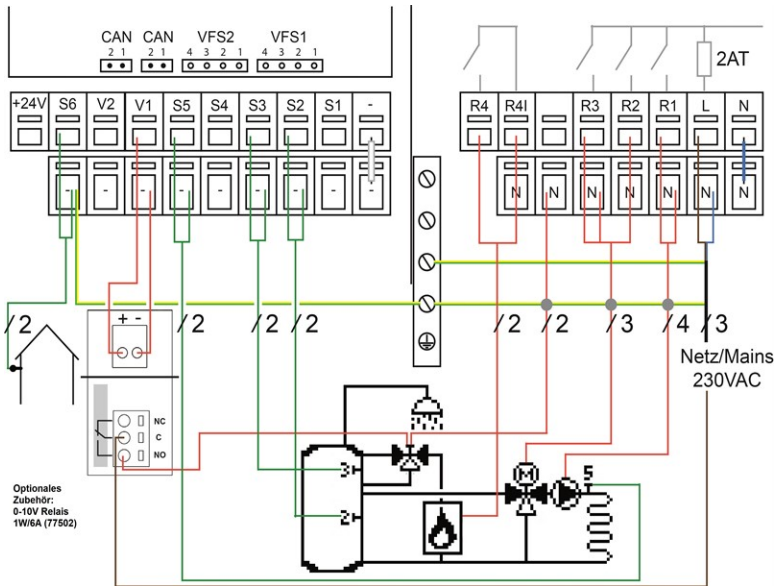 CAN CAN VFS2 VFS1
2 1 2 1 4 3 2 1 4 3 2 1
2AT
+24V S6 V2 V1 S5 S4 S3 S2 S1 -
R4 R4I R3 R2 R1 L N
- - - - - - - - -
N N N N N N N
+ -
2 2 2 2 2 2 3 4 3
Netz/Mains
230VAC
NC
C
NO
Optionales
Zubehör:
0-10V Relais
1W/6A (77502)
M
3
5
2